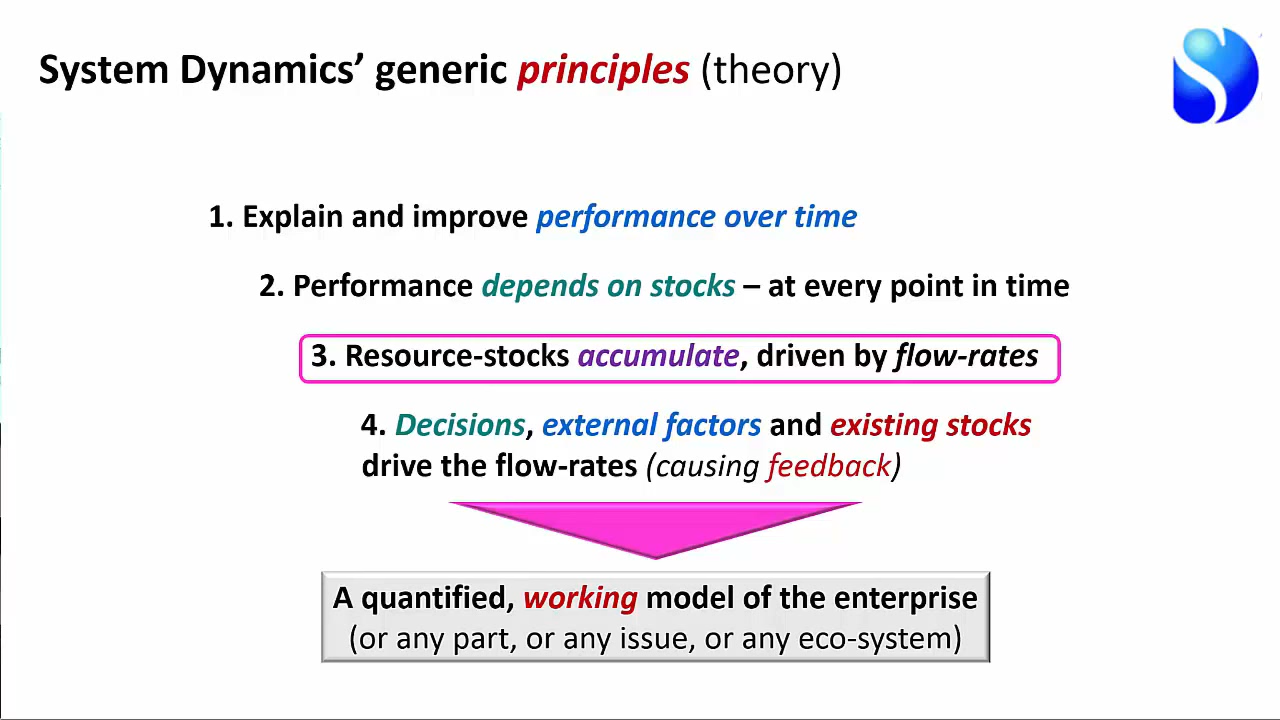 System Dynamics’ generic principles (theory)
1. Explain and improve performance over time
2. Performance depends on stocks – at every point in time
3. Resource-stocks accumulate, driven by flow-rates
4. Decisions, external factors and existing stocks
drive the flow-rates (causing feedback)
A quantified, working model of the enterprise
(or any part, or any issue, or any eco-system)